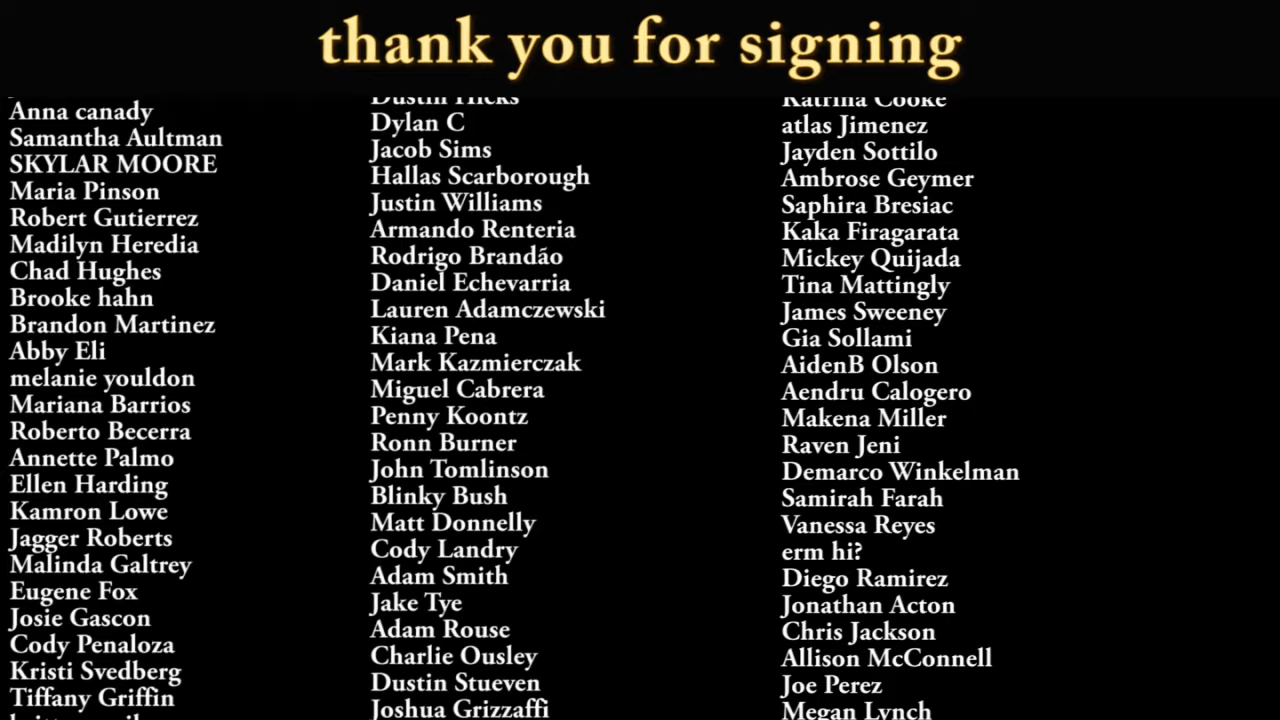 thank you for signing
Anna canady
Samantha Aultman
SKYLAR MOORE
Maria Pinson
Robert Gutierrez
Madilyn Heredia
Chad Hughes
Brooke hahn
Brandon Martinez
Abby Eli
melanie youldon
Mariana Barrios
Roberto Becerra
Annette Palmo
Ellen Harding
Kamron Lowe
Jagger Roberts
Malinda Galtrey
Eugene Fox
Josie Gascon
Cody Penaloza
Kristi Svedberg
Tiffany Griffin
Dustin Hicks
Dylan C
Jacob Sims
Hallas Scarborough
Justin Williams
Armando Renteria
Rodrigo Brandão
Daniel Echevarria
Lauren Adamczewski
Kiana Pena
Mark Kazmierczak
Miguel Cabrera
Penny Koontz
Ronn Burner
John Tomlinson
Blinky Bush
Matt Donnelly
Cody Landry
Adam Smith
Jake Tye
Adam Rouse
Charlie Ousley
Dustin Stueven
Joshua Grizzaffi
Katrina Cooke
atlas Jimenez
Jayden Sottilo
Ambrose Geymer
Saphira Bresiac
Kaka Firagarata
Mickey Quijada
Tina Mattingly
James Sweeney
Gia Sollami
AidenB Olson
Aendru Calogero
Makena Miller
Raven Jeni
Demarco Winkelman
Samirah Farah
Vanessa Reyes
erm hi?
Diego Ramirez
Jonathan Acton
Chris Jackson
Allison McConnell
Joe Perez
Megan Lynch